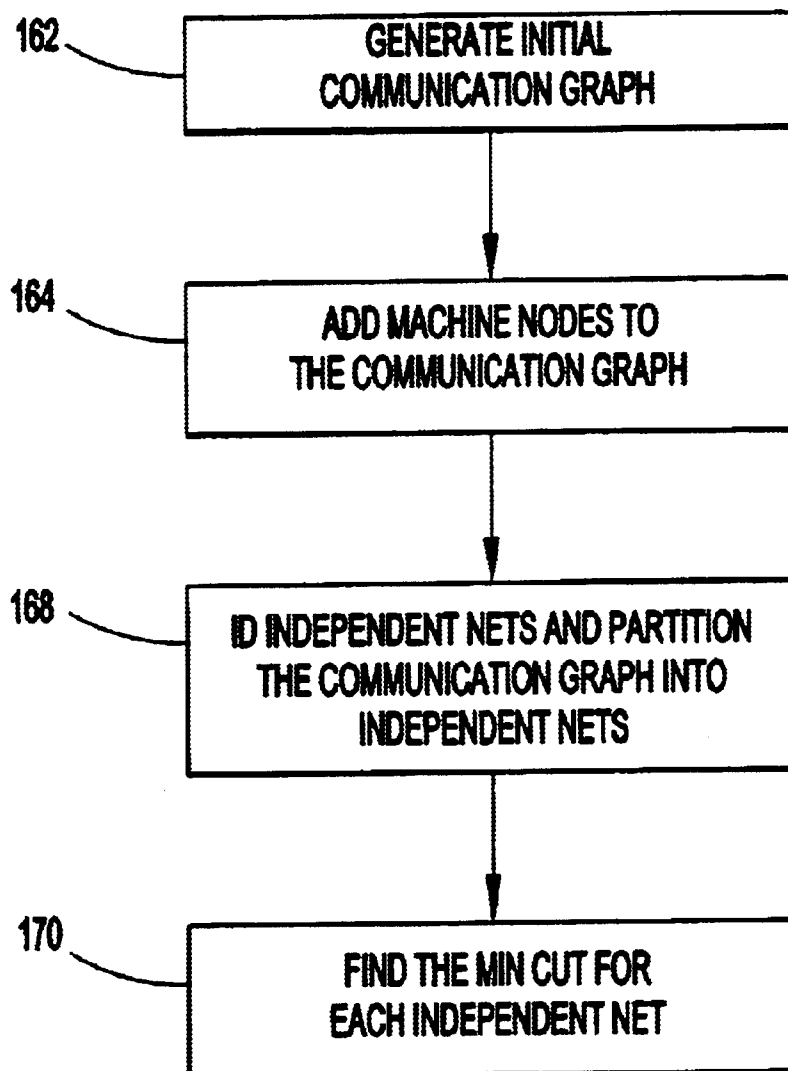 162
GENERATE INITIAL
COMMUNICATION GRAPH
164
ADD MACHINE NODES TO
THE COMMUNICATION GRAPH
168
ID INDEPENDENT NETS AND PARTITION
THE COMMUNICATION GRAPH INTO
INDEPENDENT NETS
170
FIND THE MIN CUT FOR
EACH INDEPENDENT NET